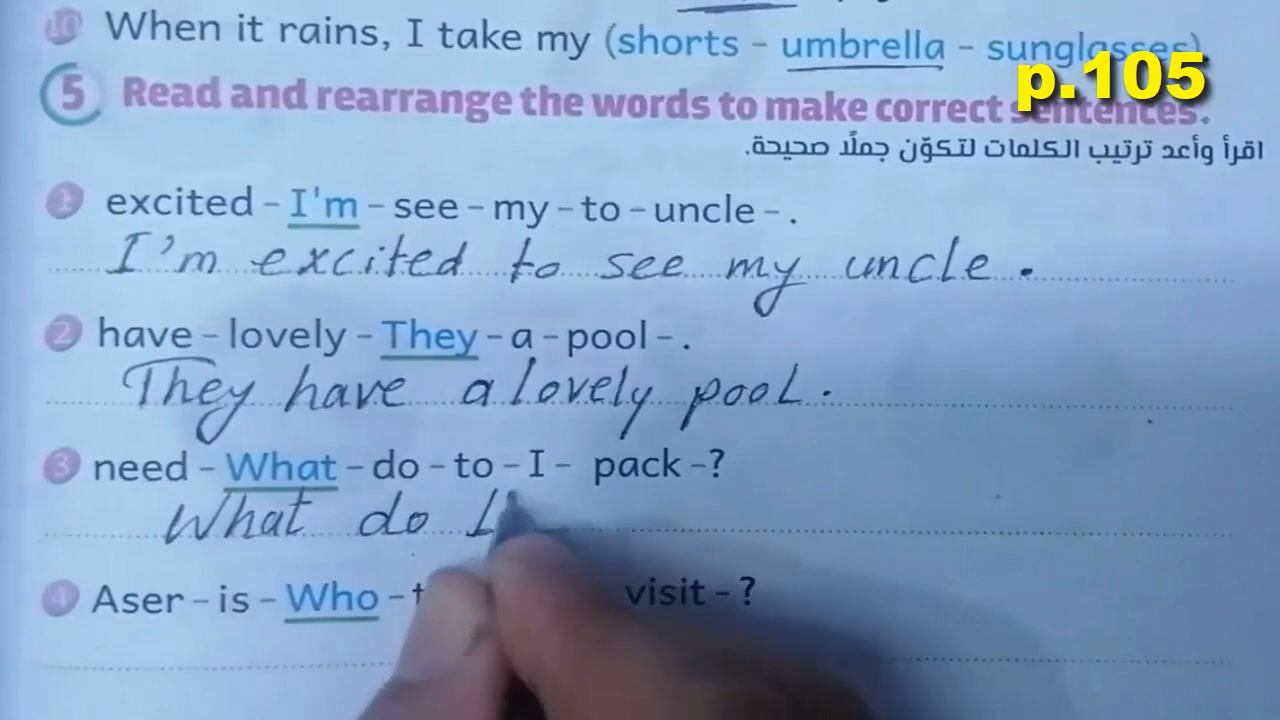 10 When it rains, I take my (shorts - umbrella - sunglasses)
p.105
5 Read and rearrange the words to make correct sentences.
اقرأ وأعد ترتيب الكلمات لتكوّن جملًا صحيحة.
1 excited - I'm - see - my - to - uncle - .
I'm excited to see my uncle .
2 have - lovely - They - a - pool - .
They have a lovely pool .
3 need - What - do - to - I - pack - ?
What do I
4 Aser - is - Who - visit - ?